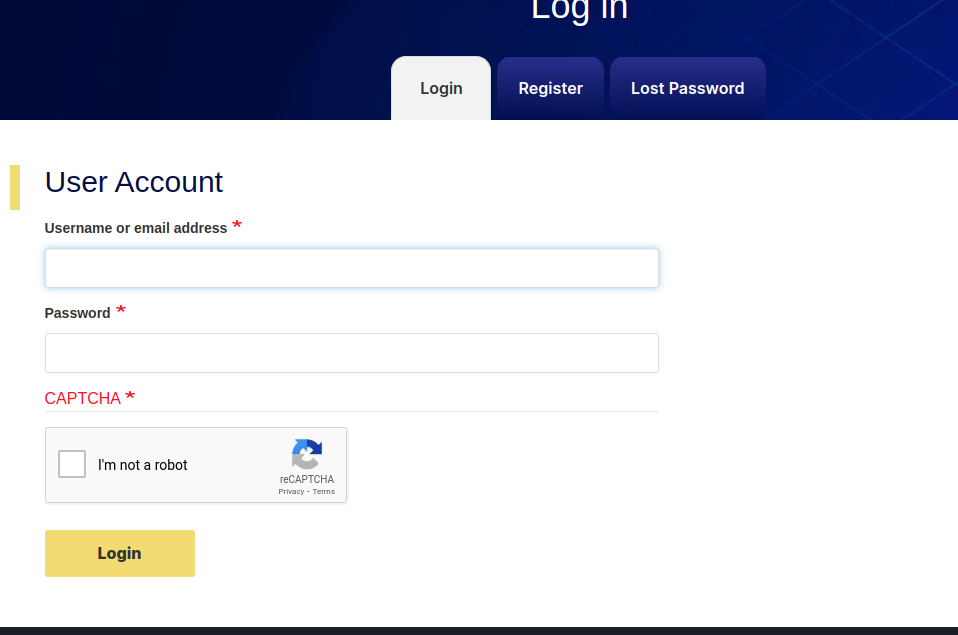 Log in
Login
Register
Lost Password
User Account
Username or email address *
Password *
CAPTCHA *
I'm not a robot
reCAPTCHA
Privacy - Terms
Login